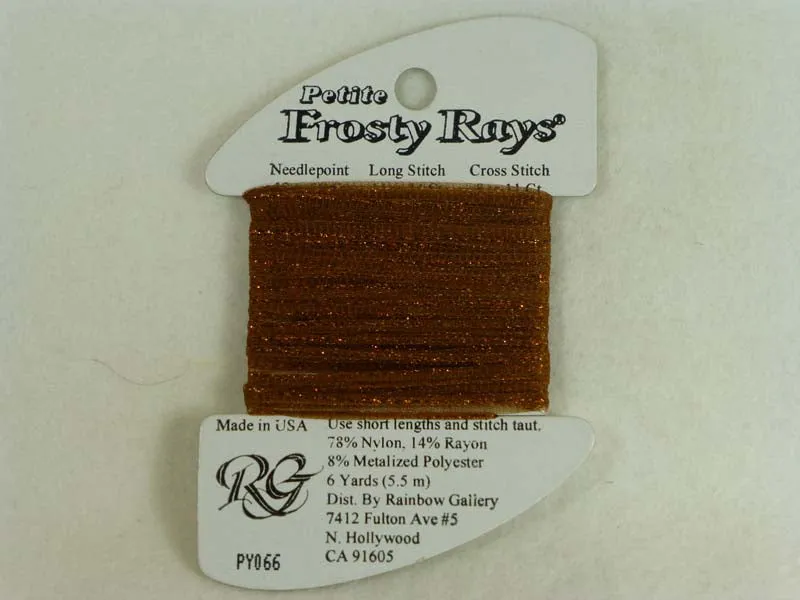 Petite
Frosty Rays®
Needlepoint Long Stitch Cross Stitch
11 Ct.
Made in USA
Use short lengths and stitch taut.
78% Nylon, 14% Rayon
8% Metalized Polyester
6 Yards (5.5 m)
Dist. By Rainbow Gallery
7412 Fulton Ave #5
N. Hollywood
CA 91605
RG
PY066